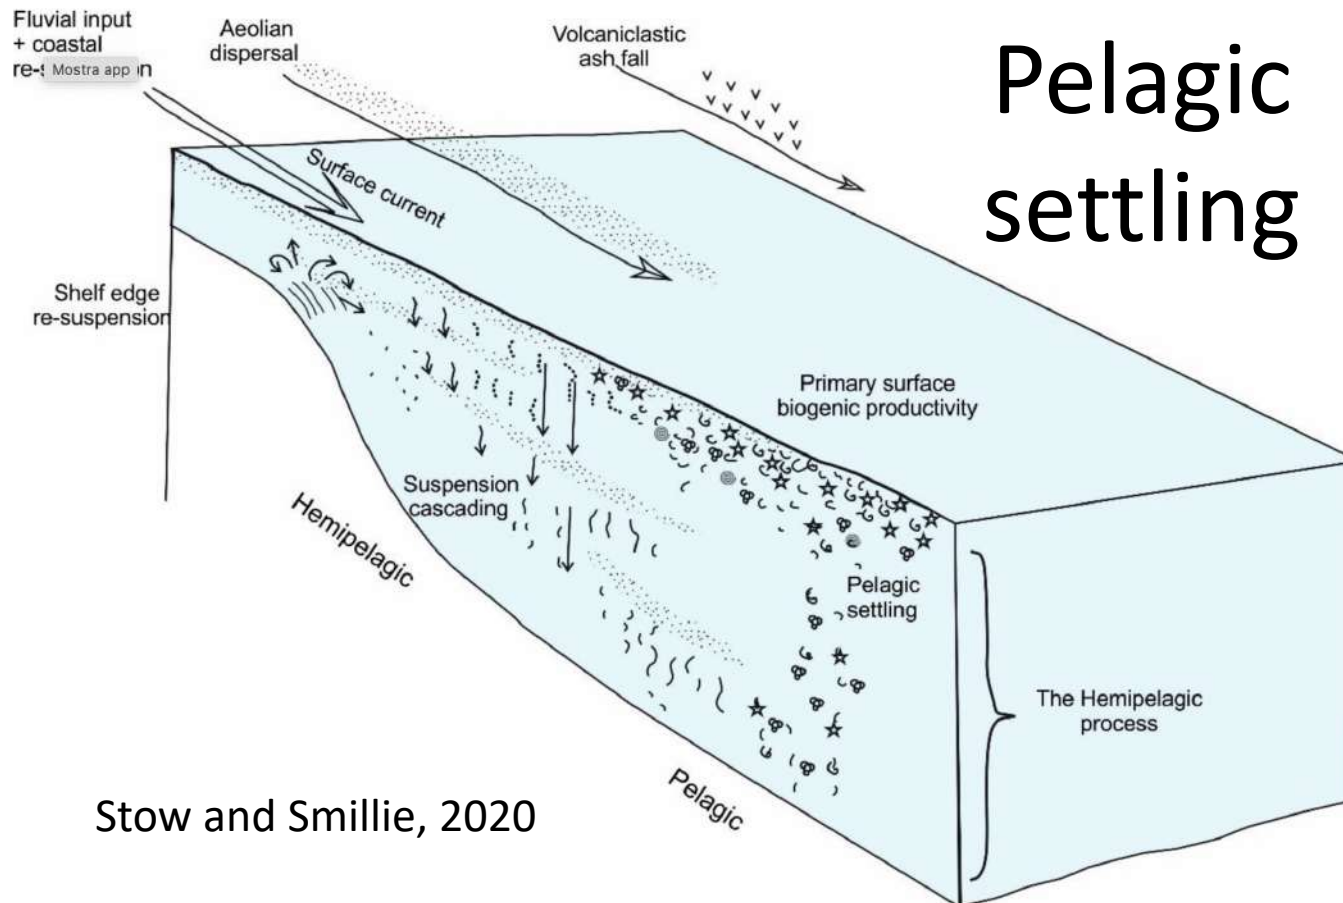 Fluvial input
+ coastal
re-s Mostra app n
Aeolian
dispersal
Volcaniclastic
ash fall
Pelagic
settling
Surface current
Shelf edge
re-suspension
Primary surface
biogenic productivity
Suspension
cascading
Hemipelagic
Pelagic
settling
The Hemipelagic
process
Pelagic
Stow and Smillie, 2020